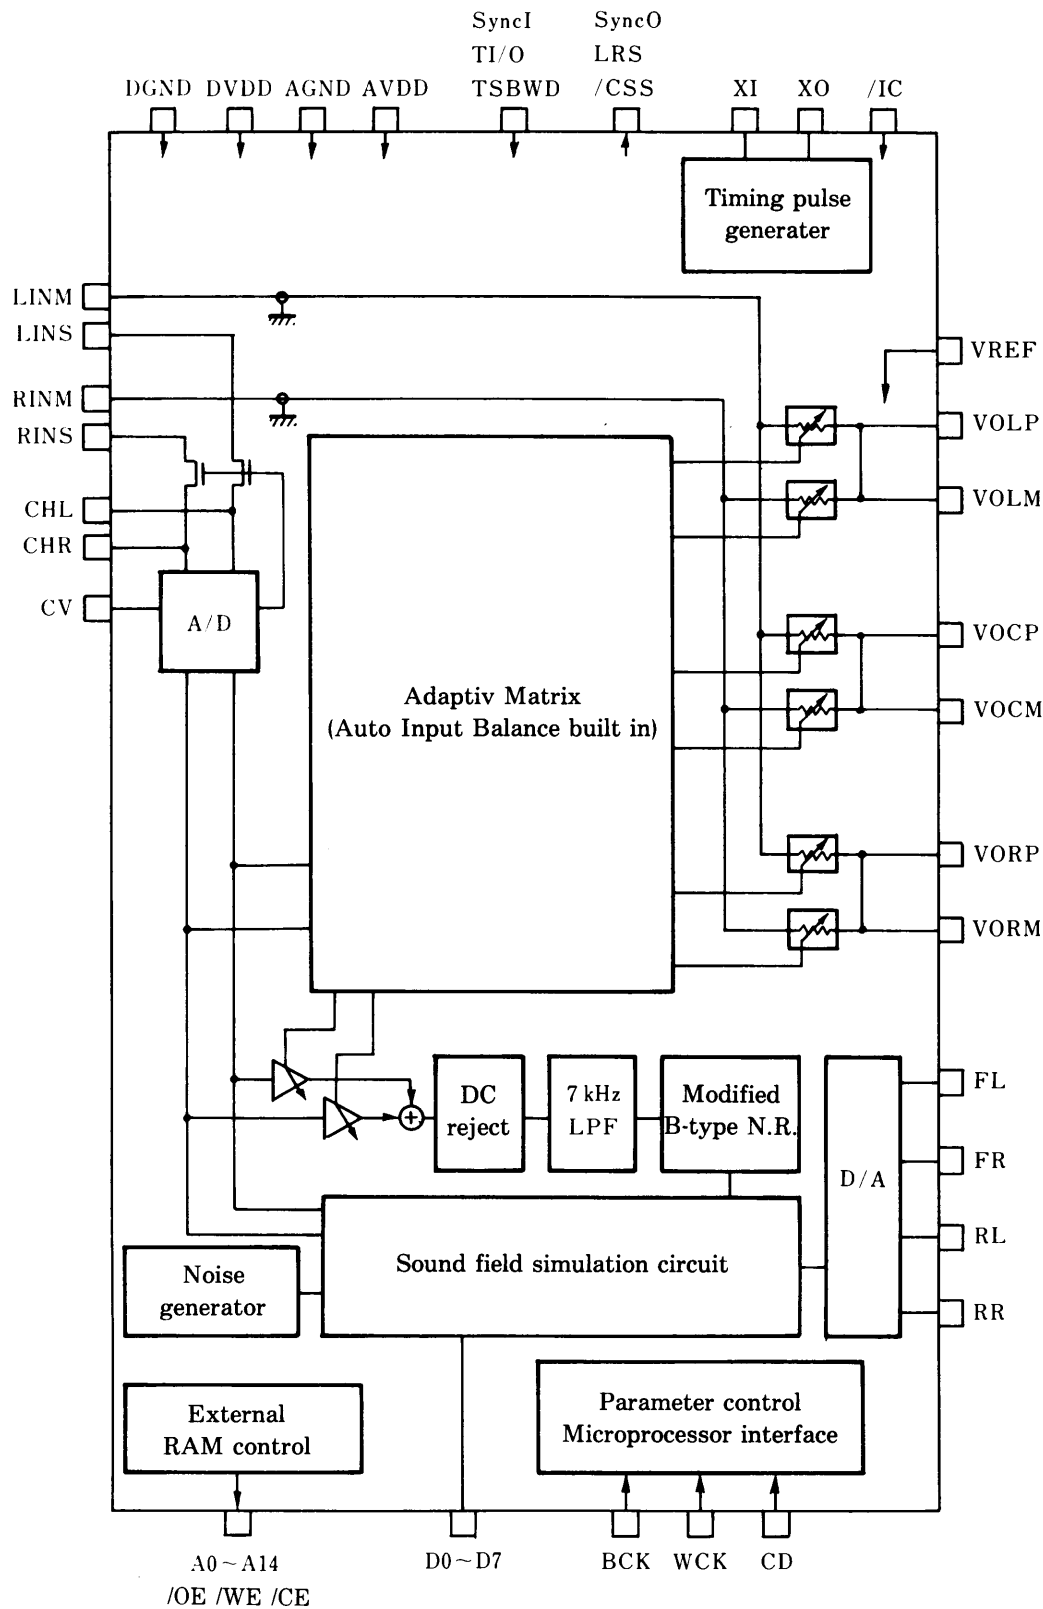 SyncI SyncO
TI/O LRS
DGND DVDD AGND AVDD TSBWD /CSS XI XO /IC
Timing pulse
generater
LINM
LINS
RINM
RINS
CHL
CHR
CV
A/D
Adaptiv Matrix
(Auto Input Balance built in)
VREF
VOLP
VOLM
VOCP
VOCM
VORP
VORM
DC
reject
7 kHz
LPF
Modified
B-type N.R.
D/A
FL
FR
RL
RR
Sound field simulation circuit
Noise
generator
External
RAM control
Parameter control
Microprocessor interface
A0~A14 D0~D7 BCK WCK CD
/OE /WE /CE